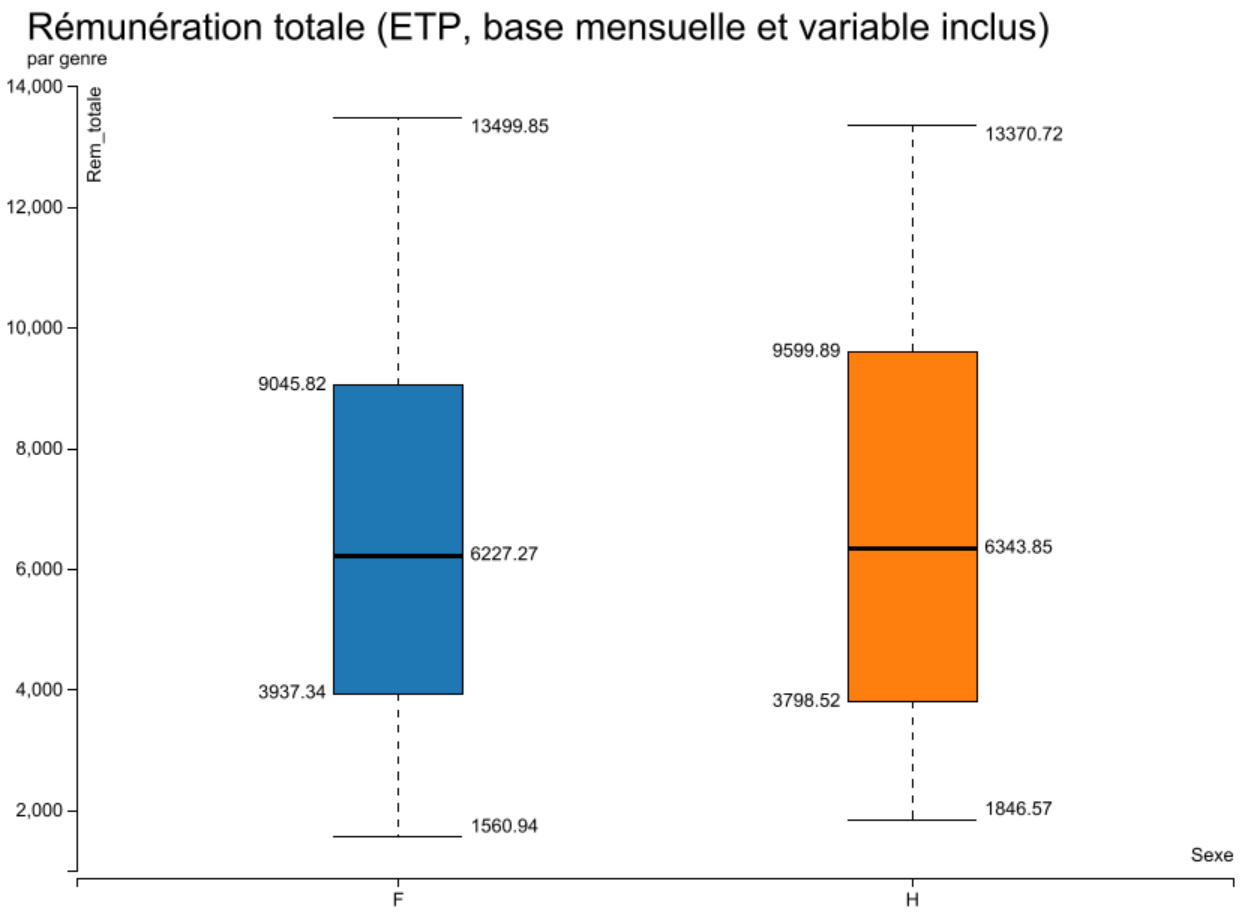 Rémunération totale (ETP, base mensuelle et variable inclus)
par genre
14,000
Rem_totale
13499.85
13370.72
12,000
10,000
9599.89
9045.82
8,000
6343.85
6227.27
6,000
4,000
3937.34
3798.52
2,000
1846.57
1560.94
Sexe
F
H